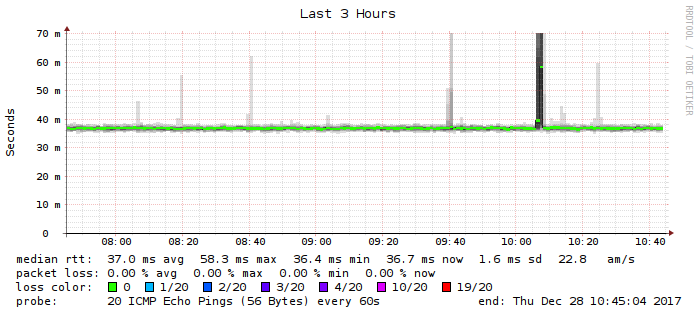 Last 3 Hours
RRDTOOL / TOBI OETIKER
Seconds
70 m
60 m
50 m
40 m
30 m
20 m
10 m
0
08:00 08:20 08:40 09:00 09:20 09:40 10:00 10:20 10:40
median rtt: 37.0 ms avg 58.3 ms max 36.4 ms min 36.7 ms now 1.6 ms sd 22.8 am/s
packet loss: 0.00 % avg 0.00 % max 0.00 % min 0.00 % now
loss color: 0 1/20 2/20 3/20 4/20 10/20 19/20
probe: 20 ICMP Echo Pings (56 Bytes) every 60s end: Thu Dec 28 10:45:04 2017